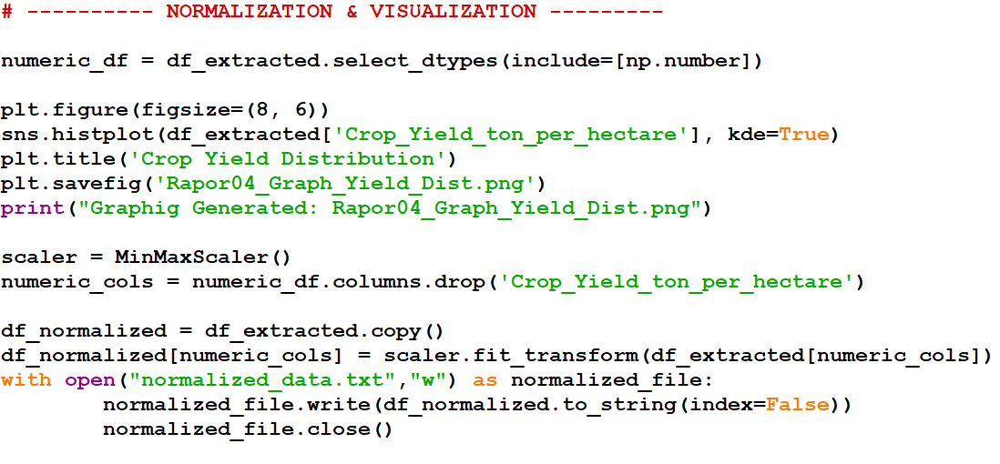 # ---------- NORMALIZATION & VISUALIZATION ---------
numeric_df = df_extracted.select_dtypes(include=[np.number])
plt.figure(figsize=(8, 6))
sns.histplot(df_extracted['Crop_Yield_ton_per_hectare'], kde=True)
plt.title('Crop Yield Distribution')
plt.savefig('Rapor04_Graph_Yield_Dist.png')
print("Graphig Generated: Rapor04_Graph_Yield_Dist.png")
scaler = MinMaxScaler()
numeric_cols = numeric_df.columns.drop('Crop_Yield_ton_per_hectare')
df_normalized = df_extracted.copy()
df_normalized[numeric_cols] = scaler.fit_transform(df_extracted[numeric_cols])
with open("normalized_data.txt","w") as normalized_file:
        normalized_file.write(df_normalized.to_string(index=False))
        normalized_file.close()